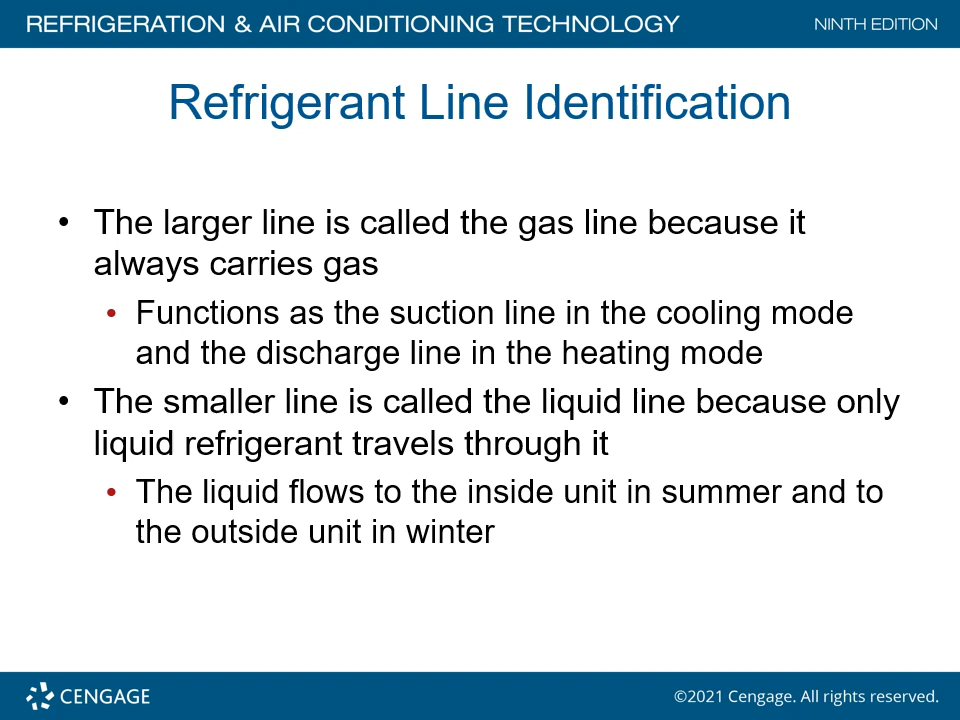 REFRIGERATION & AIR CONDITIONING TECHNOLOGY
NINTH EDITION
Refrigerant Line Identification
• The larger line is called the gas line because it
always carries gas
• Functions as the suction line in the cooling mode
and the discharge line in the heating mode
• The smaller line is called the liquid line because only
liquid refrigerant travels through it
• The liquid flows to the inside unit in summer and to
the outside unit in winter
CENGAGE
©2021 Cengage. All rights reserved.